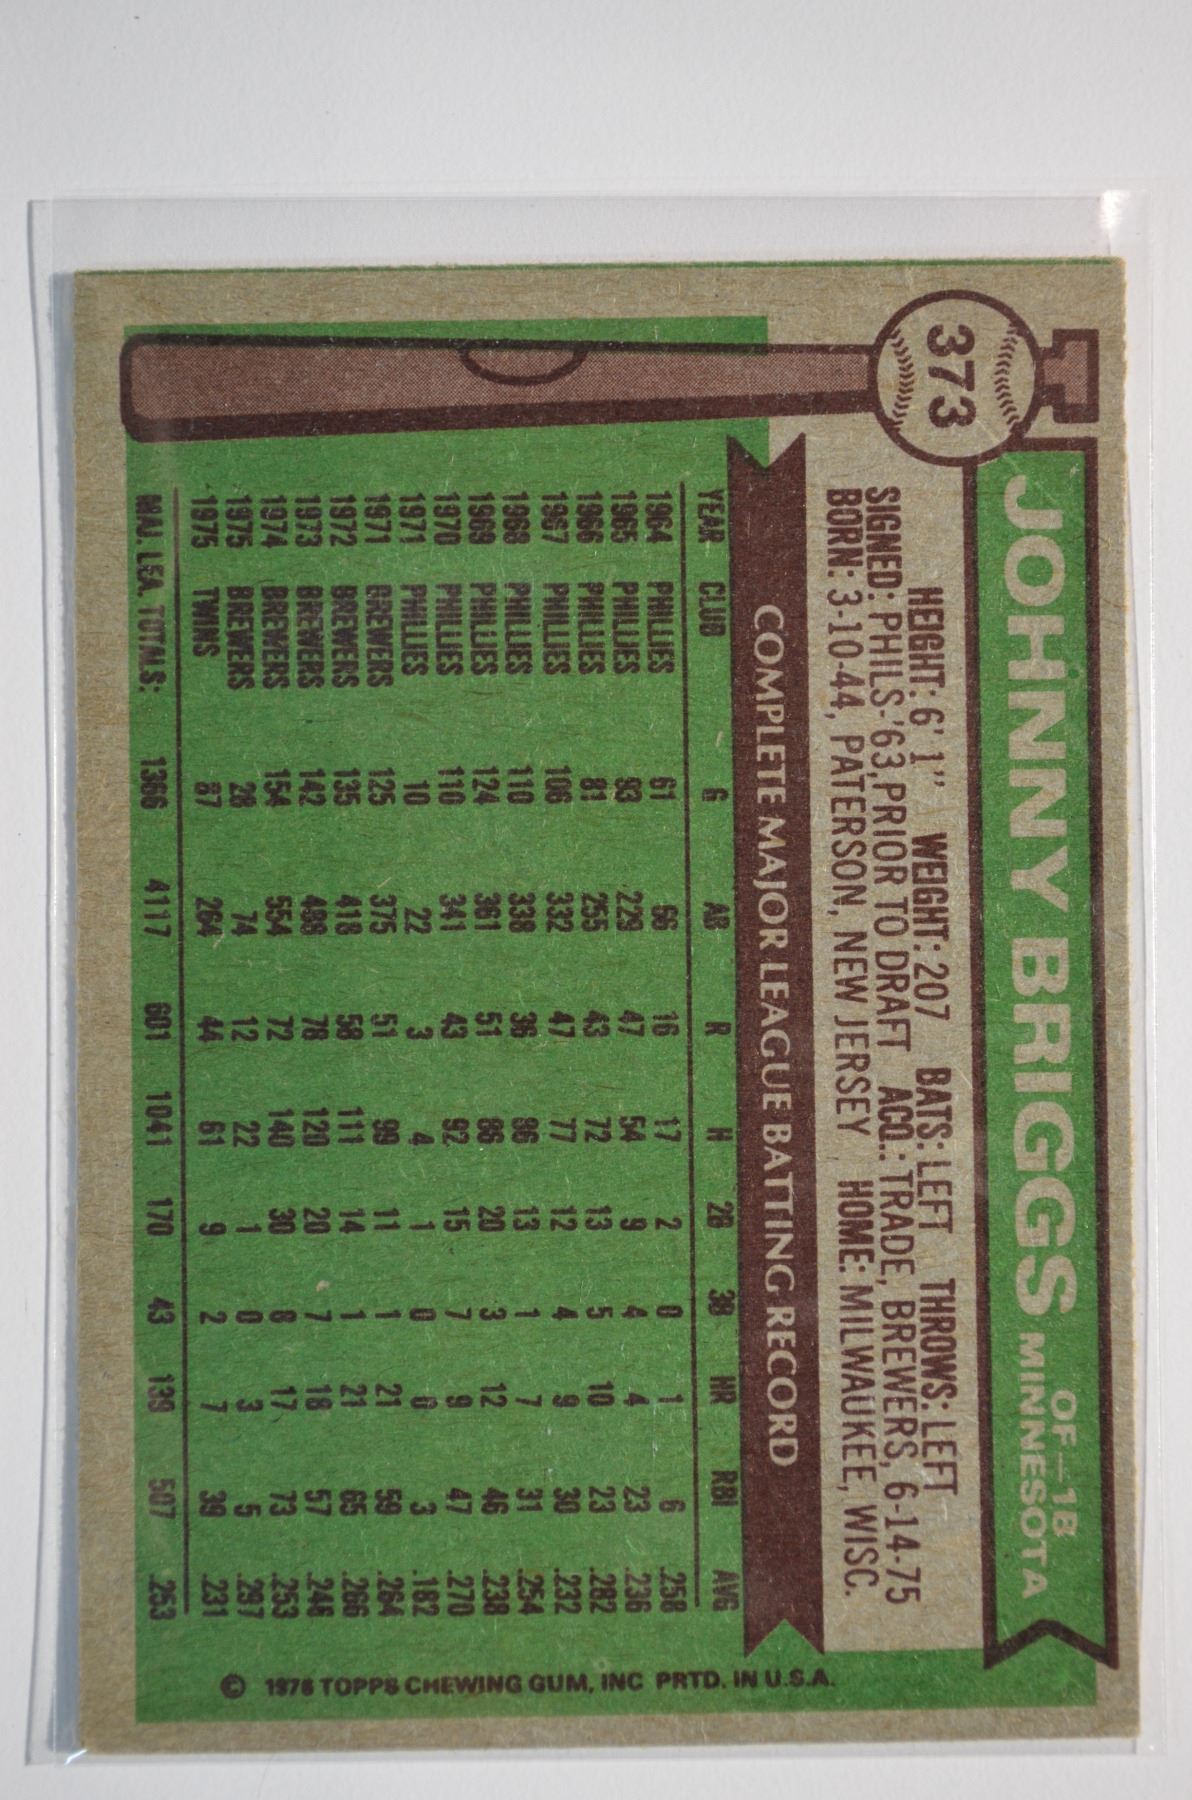 373
JOHNNY BRIGGS OF—1B MINNESOTA
HEIGHT: 6' 1" WEIGHT: 207 BATS: LEFT THROWS: LEFT
SIGNED: PHILS-'63, PRIOR TO DRAFT ACQ.: TRADE, BREWERS, 6-14-75
BORN: 3-10-44, PATERSON, NEW JERSEY HOME: MILWAUKEE, WISC.
COMPLETE MAJOR LEAGUE BATTING RECORD
YEAR CLUB G AB R H 2B 3B HR RBI AVG
1964 PHILLIES 61 66 16 17 2 0 1 6 .258
1965 PHILLIES 93 229 47 54 9 4 4 23 .236
1966 PHILLIES 81 255 43 72 13 5 10 23 .282
1967 PHILLIES 106 332 47 77 12 4 9 30 .232
1968 PHILLIES 110 338 36 86 13 1 7 31 .254
1969 PHILLIES 124 361 51 86 20 3 12 46 .238
1970 PHILLIES 110 341 43 92 15 7 9 47 .270
1971 PHILLIES 10 22 3 4 1 0 0 3 .182
1971 BREWERS 125 375 51 99 11 1 21 59 .264
1972 BREWERS 135 418 58 111 14 1 21 65 .266
1973 BREWERS 142 488 78 120 20 7 18 57 .246
1974 BREWERS 154 554 72 140 30 8 17 73 .253
1975 BREWERS 28 74 12 22 1 0 3 5 .297
1975 TWINS 87 264 44 61 9 2 7 39 .231
MAJ. LEA. TOTALS: 1366 4117 601 1041 170 43 139 507 .253
© 1976 TOPPS CHEWING GUM, INC PRTD. IN U.S.A.